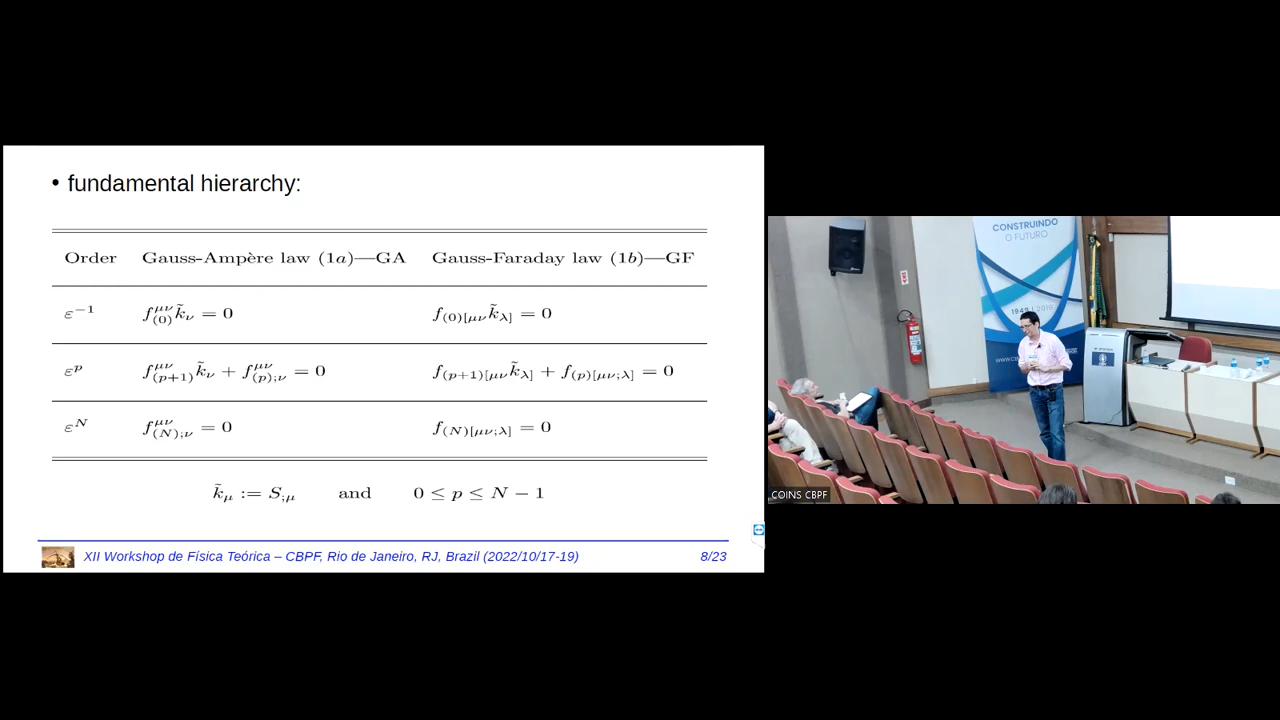 • fundamental hierarchy:
Order Gauss-Ampère law (1a)—GA Gauss-Faraday law (1b)—GF
ε^{−1} f^{μν}_{(0)} k̃_ν = 0 f_{(0)[μν} k̃_{λ]} = 0
ε^p f^{μν}_{(p+1)} k̃_ν + f^{μν}_{(p);ν} = 0 f_{(p+1)[μν} k̃_{λ]} + f_{(p)[μν;λ]} = 0
ε^N f^{μν}_{(N);ν} = 0 f_{(N)[μν;λ]} = 0
k̃_μ := S_{;μ} and 0 ≤ p ≤ N − 1
XII Workshop de Física Teórica – CBPF, Rio de Janeiro, RJ, Brazil (2022/10/17-19) 8/23
CONSTRUINDO
O FUTURO
COINS CBPF